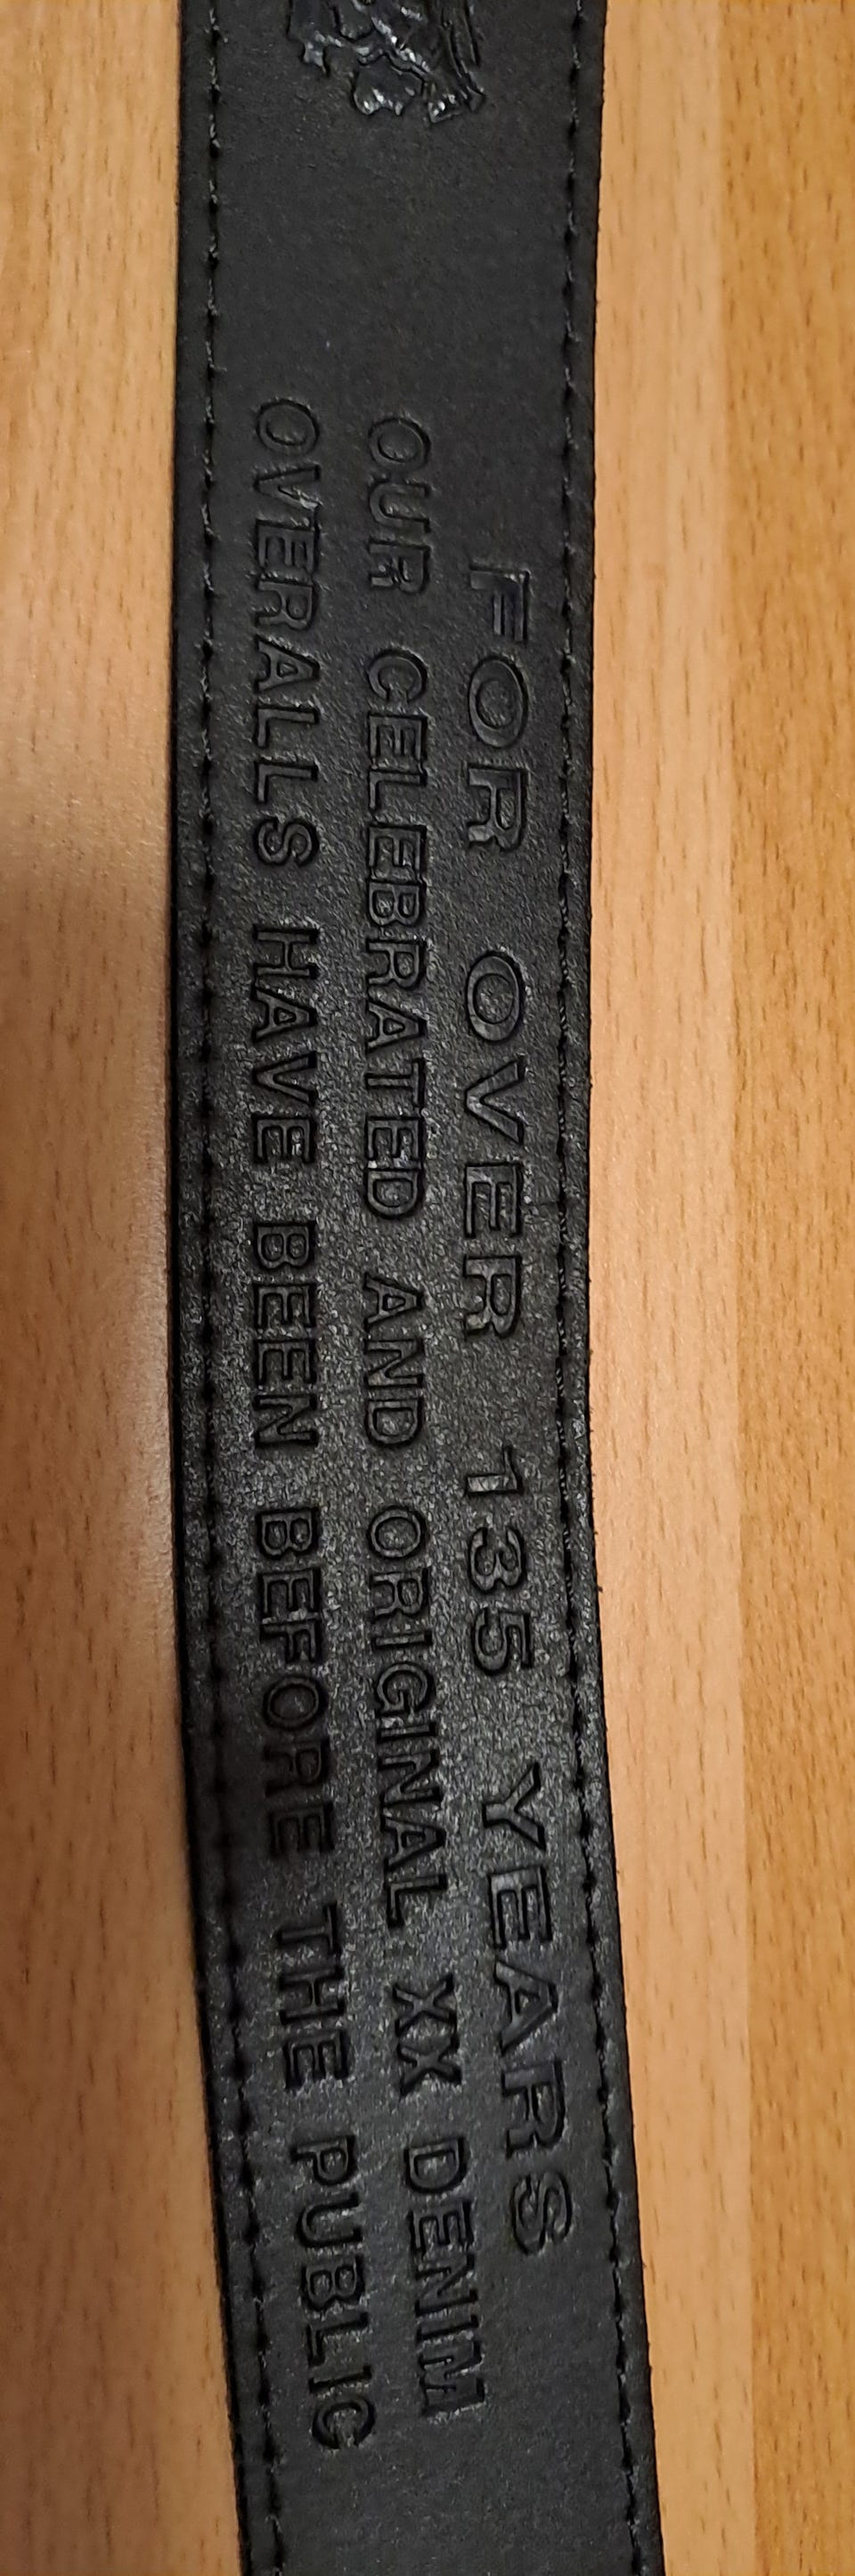 FOR OVER 135 YEARS
OUR CELEBRATED AND ORIGINAL XX DENIM
OVERALLS HAVE BEEN BEFORE THE PUBLIC